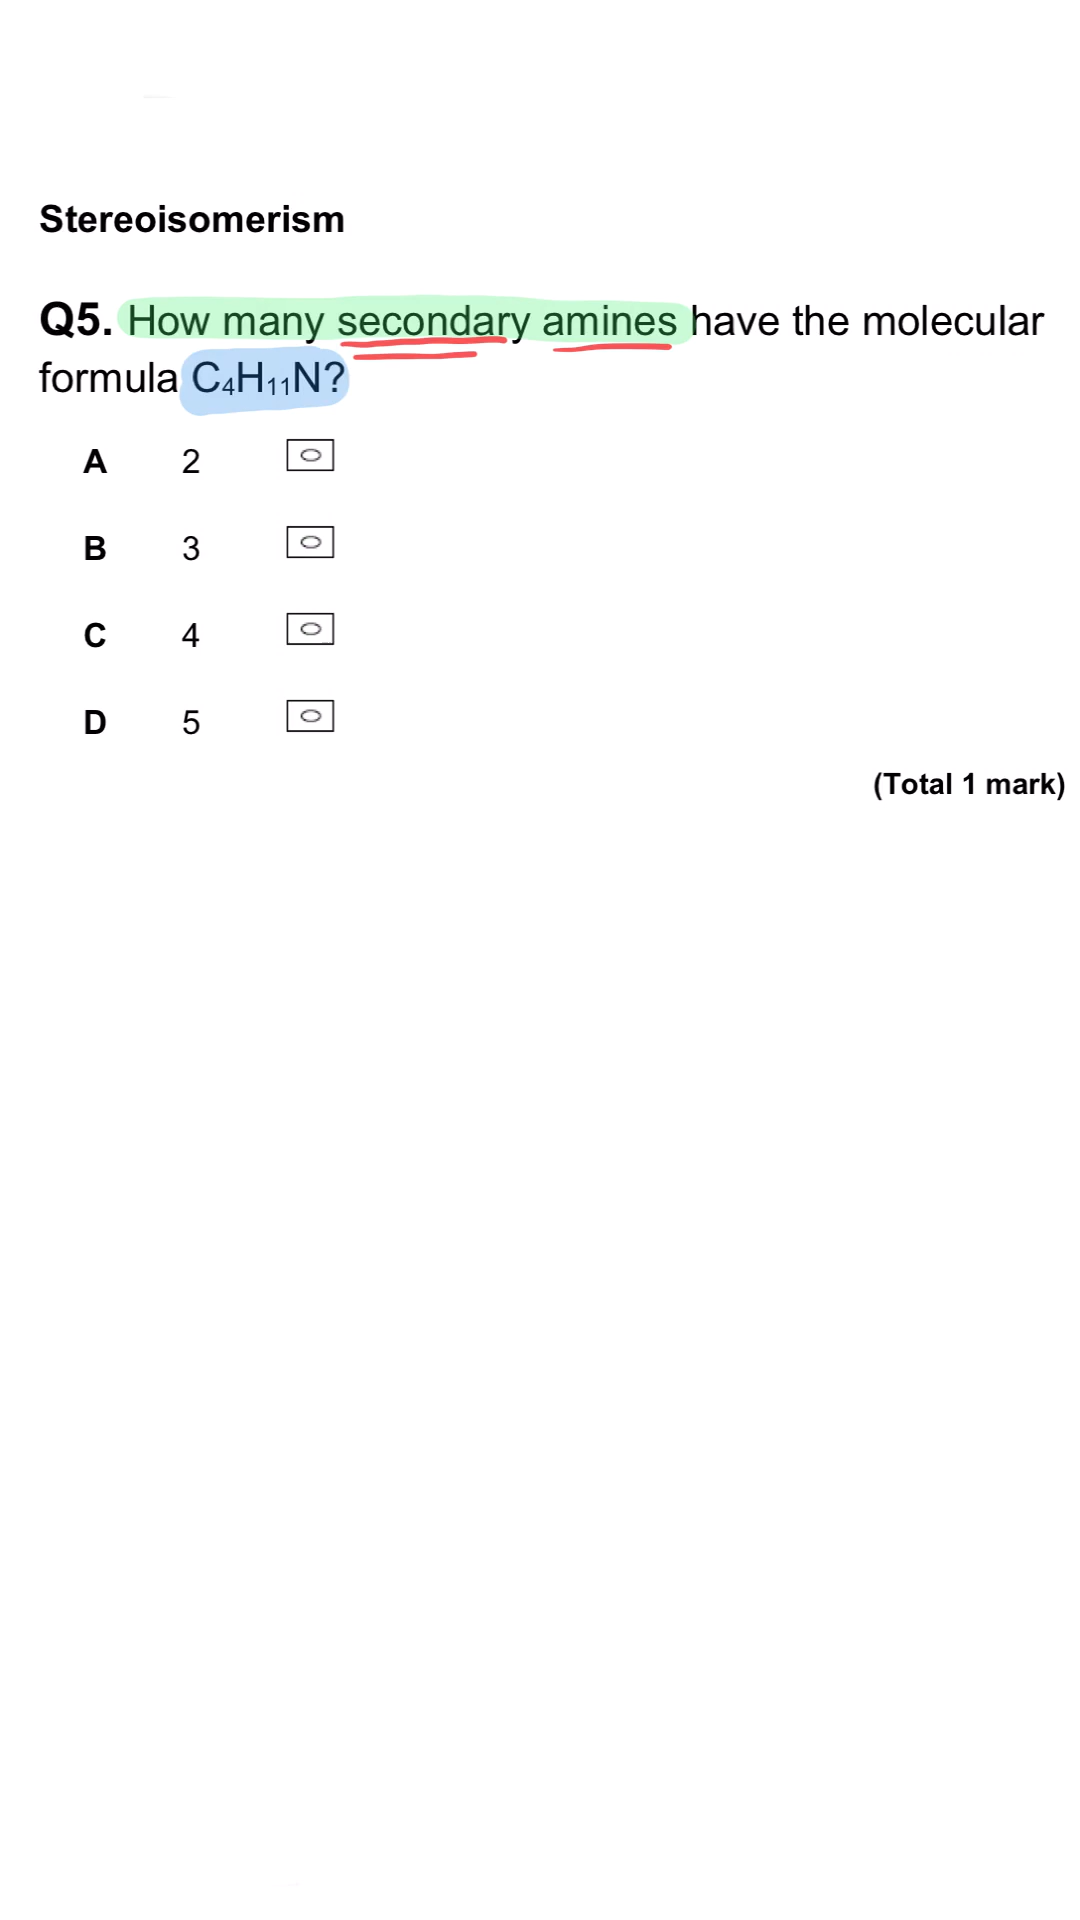 Stereoisomerism
Q5. How many secondary amines have the molecular
formula C₄H₁₁N?
A 2
B 3
C 4
D 5
(Total 1 mark)